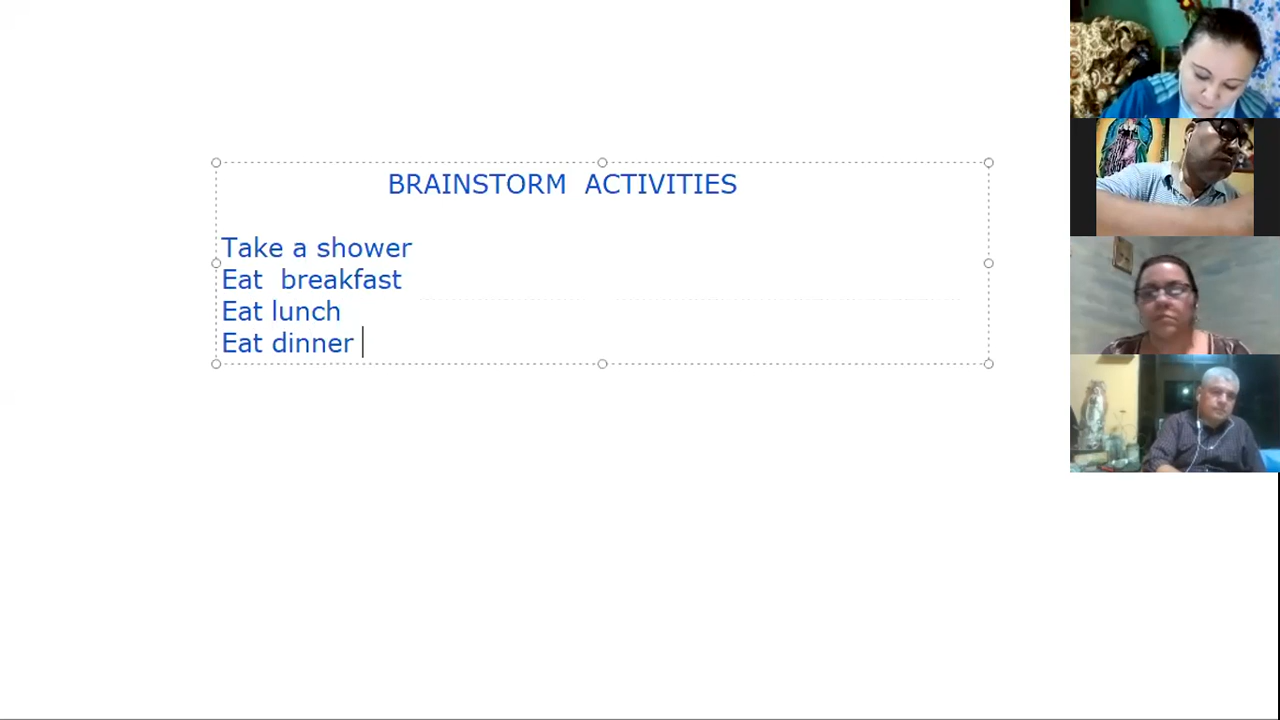 BRAINSTORM ACTIVITIES
Take a shower
Eat breakfast
Eat lunch
Eat dinner